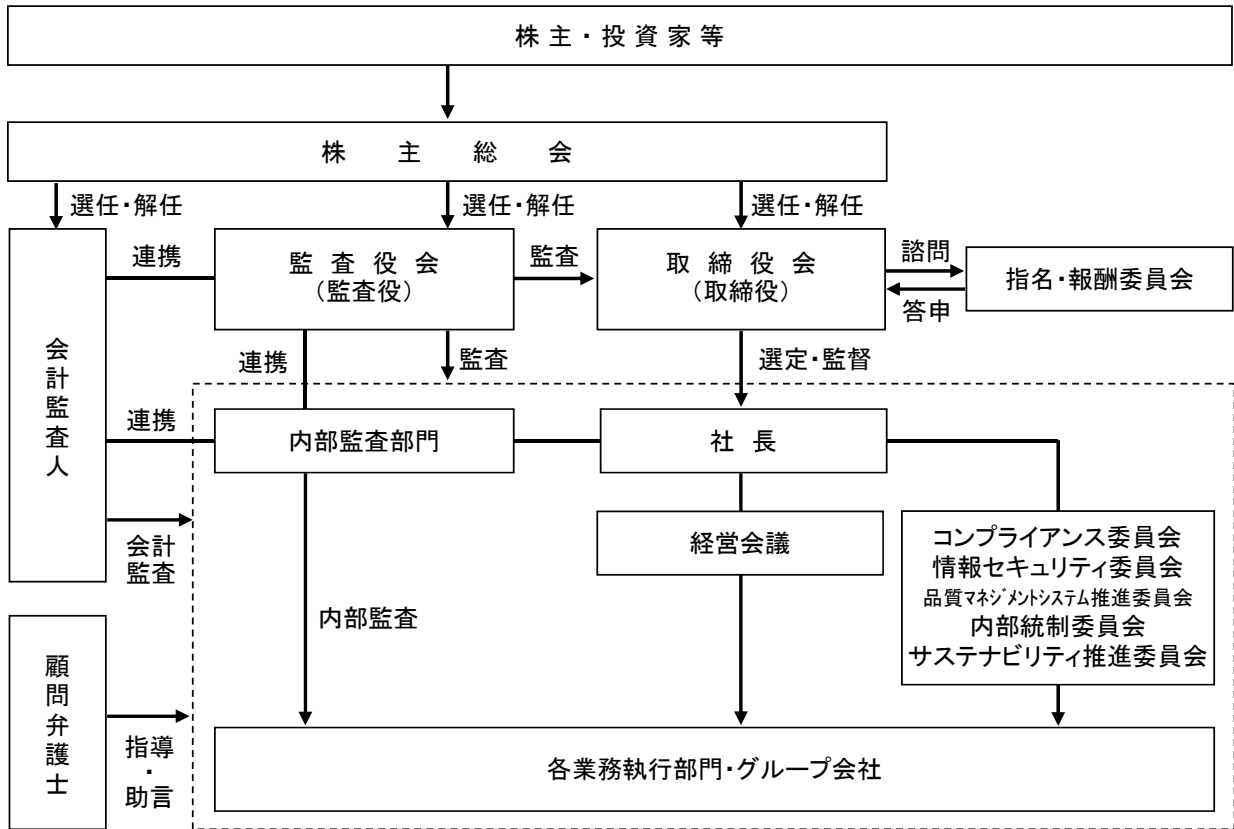 株主・投資家等
株主総会
選任・解任
選任・解任
選任・解任
会計監査人
連携
監査役会
(監査役)
監査
取締役会
(取締役)
諮問
答申
指名・報酬委員会
連携
監査
選定・監督
連携
内部監査部門
社長
会計
監査
経営会議
コンプライアンス委員会
情報セキュリティ委員会
品質マネジメントシステム推進委員会
内部統制委員会
サステナビリティ推進委員会
内部監査
顧問弁護士
指導
・
助言
各業務執行部門・グループ会社